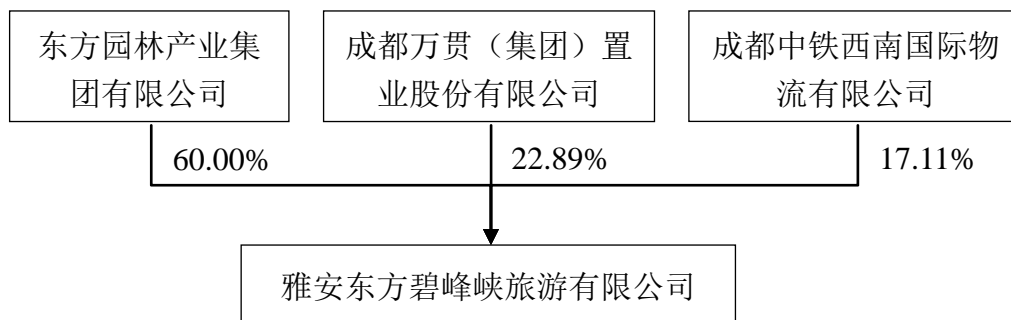 东方园林产业集
团有限公司
成都万贯（集团）置
业股份有限公司
成都中铁西南国际物
流有限公司
60.00%
22.89%
17.11%
雅安东方碧峰峡旅游有限公司